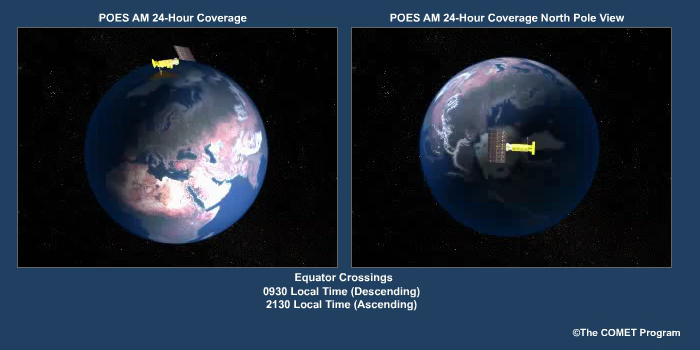 POES AM 24-Hour Coverage
POES AM 24-Hour Coverage North Pole View
Equator Crossings
0930 Local Time (Descending)
2130 Local Time (Ascending)
©The COMET Program